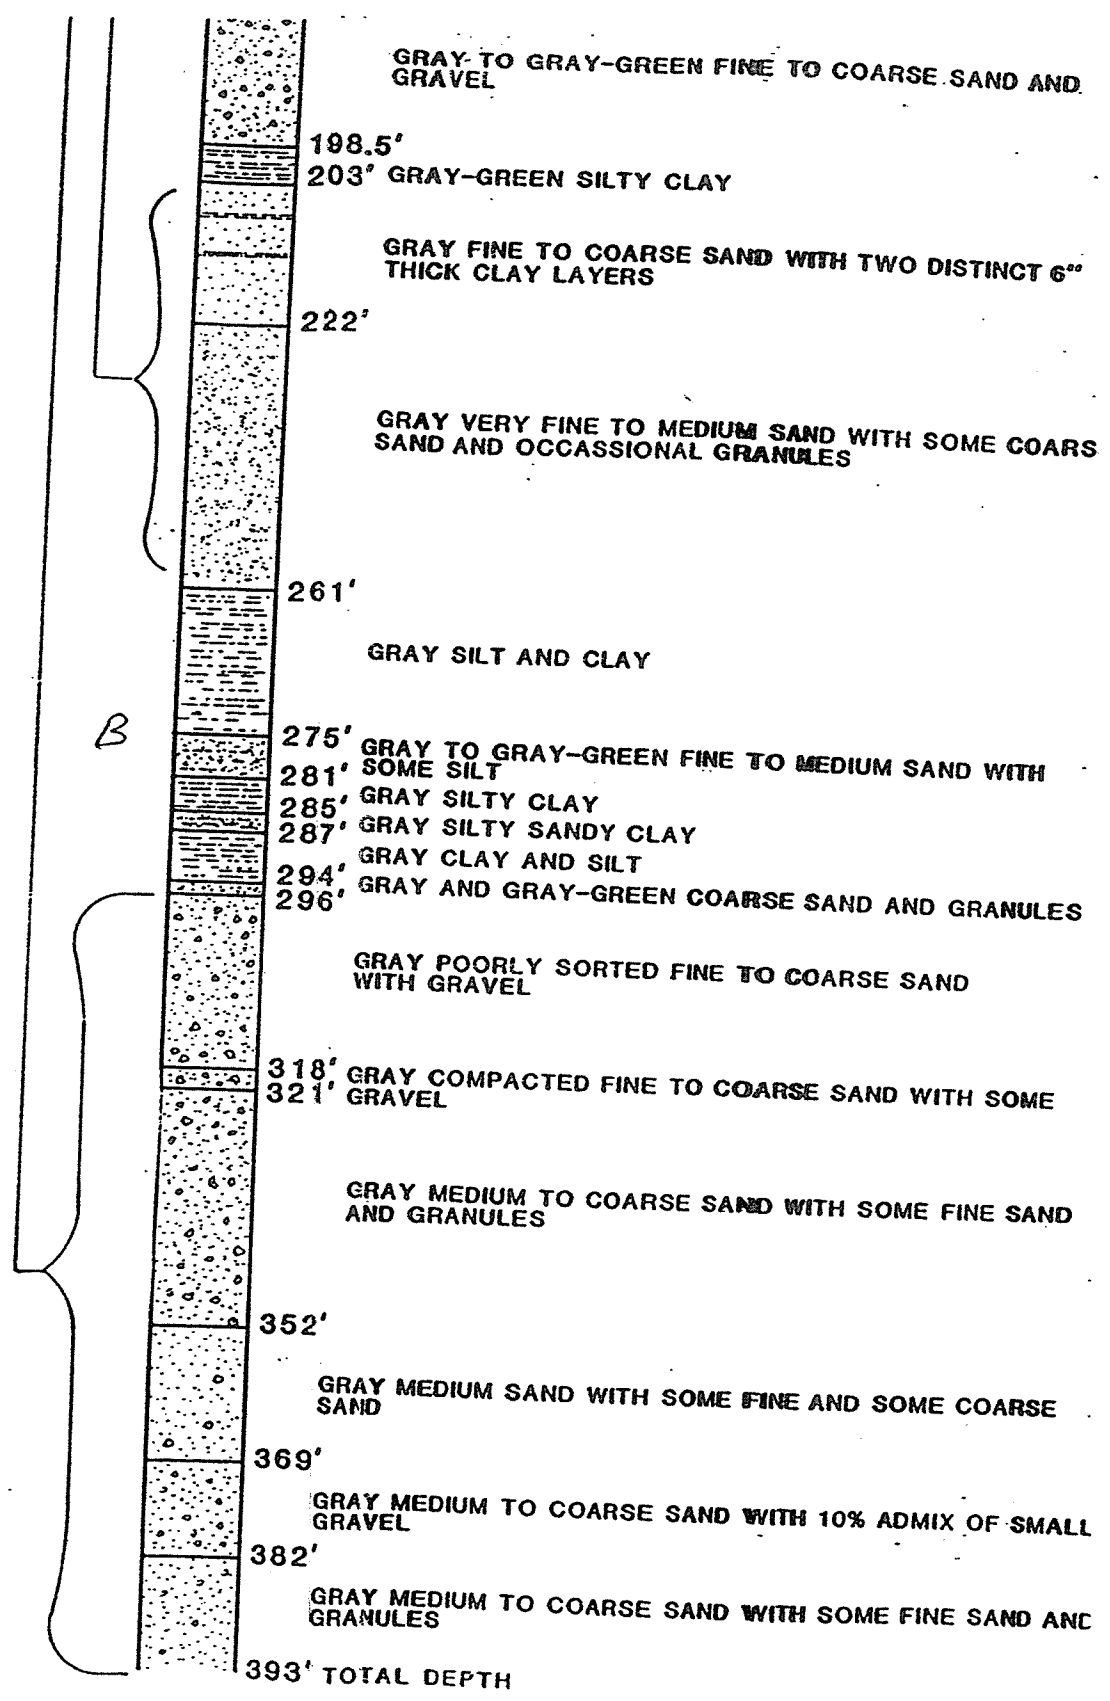 GRAY TO GRAY-GREEN FINE TO COARSE SAND AND
GRAVEL
198.5'
203' GRAY-GREEN SILTY CLAY
GRAY FINE TO COARSE SAND WITH TWO DISTINCT 6"
THICK CLAY LAYERS
222'
GRAY VERY FINE TO MEDIUM SAND WITH SOME COARS
SAND AND OCCASSIONAL GRANULES
261'
GRAY SILT AND CLAY
B
275' GRAY TO GRAY-GREEN FINE TO MEDIUM SAND WITH
SOME SILT
281'
GRAY SILTY CLAY
285'
GRAY SILTY SANDY CLAY
287'
GRAY CLAY AND SILT
294'
GRAY AND GRAY-GREEN COARSE SAND AND GRANULES
296'
GRAY POORLY SORTED FINE TO COARSE SAND
WITH GRAVEL
318' GRAY COMPACTED FINE TO COARSE SAND WITH SOME
321' GRAVEL
GRAY MEDIUM TO COARSE SAND WITH SOME FINE SAND
AND GRANULES
352'
GRAY MEDIUM SAND WITH SOME FINE AND SOME COARSE
SAND
369'
GRAY MEDIUM TO COARSE SAND WITH 10% ADMIX OF SMALL
GRAVEL
382'
GRAY MEDIUM TO COARSE SAND WITH SOME FINE SAND AND
GRANULES
393' TOTAL DEPTH